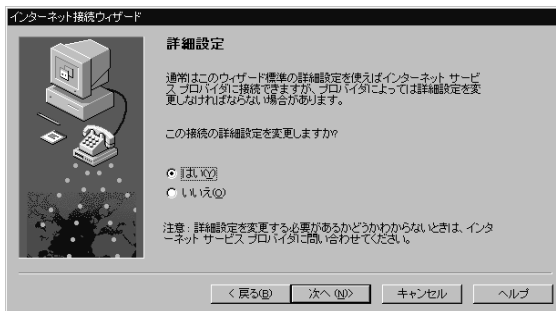 インターネット接続ウィザード
詳細設定
通常はこのウィザード標準の詳細設定を使えばインターネット サービ
ス プロバイダに接続できますが、プロバイダによっては詳細設定を変
更しなければならない場合があります。
この接続の詳細設定を変更しますか?
はい(Y)
いいえ(O)
注意 : 詳細設定を変更する必要があるかどうかわからないときは、インタ
ーネット サービス プロバイダに問い合わせてください。
< 戻る(B)
次へ (N)>
キャンセル
ヘルプ